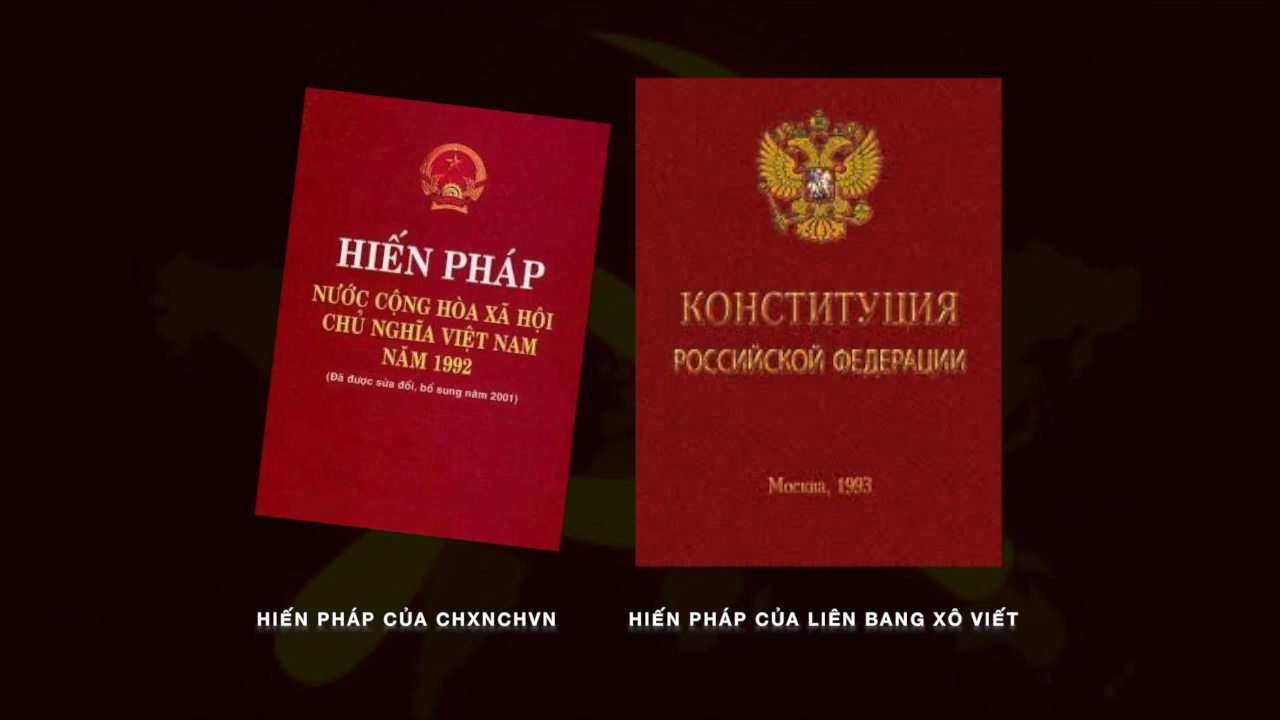 HIẾN PHÁP
NƯỚC CỘNG HÒA XÃ HỘI
CHỦ NGHĨA VIỆT NAM
NĂM 1992
(Đã được sửa đổi, bổ sung năm 2001)
КОНСТИТУЦИЯ
РОССИЙСКОЙ ФЕДЕРАЦИИ
Москва, 1993
HIẾN PHÁP CỦA CHXNCHVN
HIẾN PHÁP CỦA LIÊN BANG XÔ VIẾT